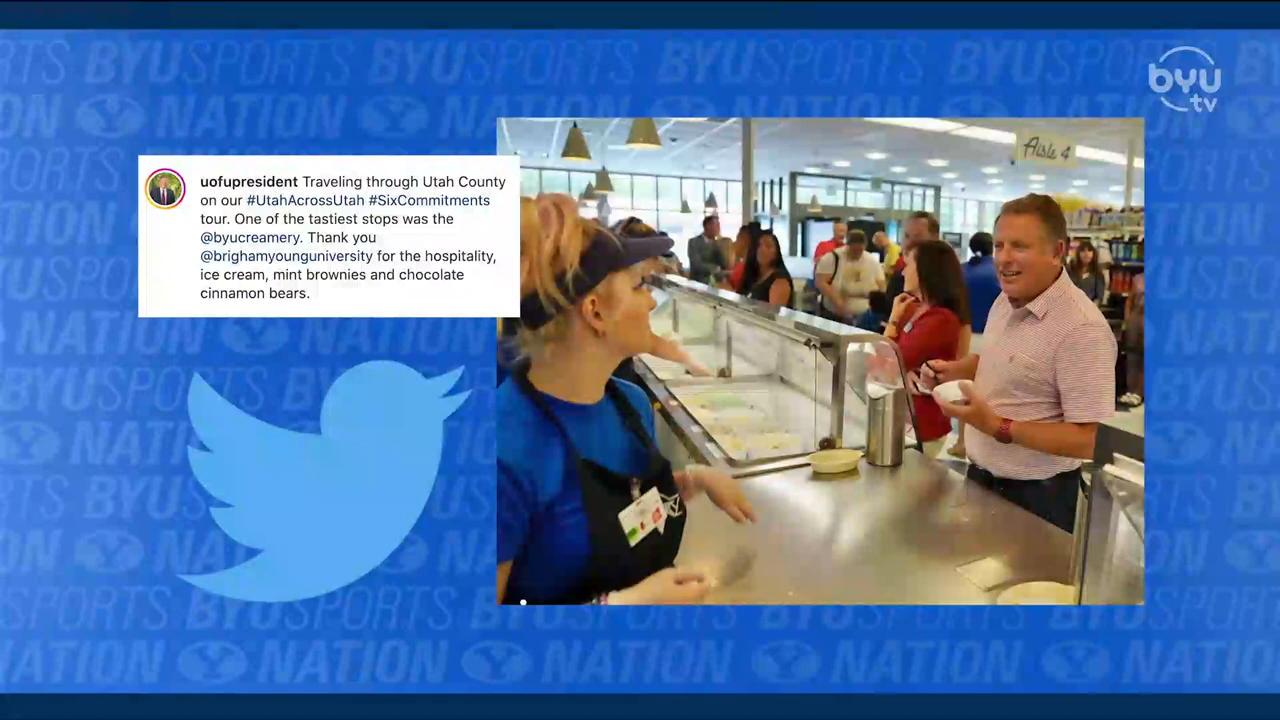 byu
tv
uofupresident Traveling through Utah County
on our #UtahAcrossUtah #SixCommitments
tour. One of the tastiest stops was the
@byucreamery. Thank you
@brighamyounguniversity for the hospitality,
ice cream, mint brownies and chocolate
cinnamon bears.
Aisle 4
BYUSPORTS
NATION